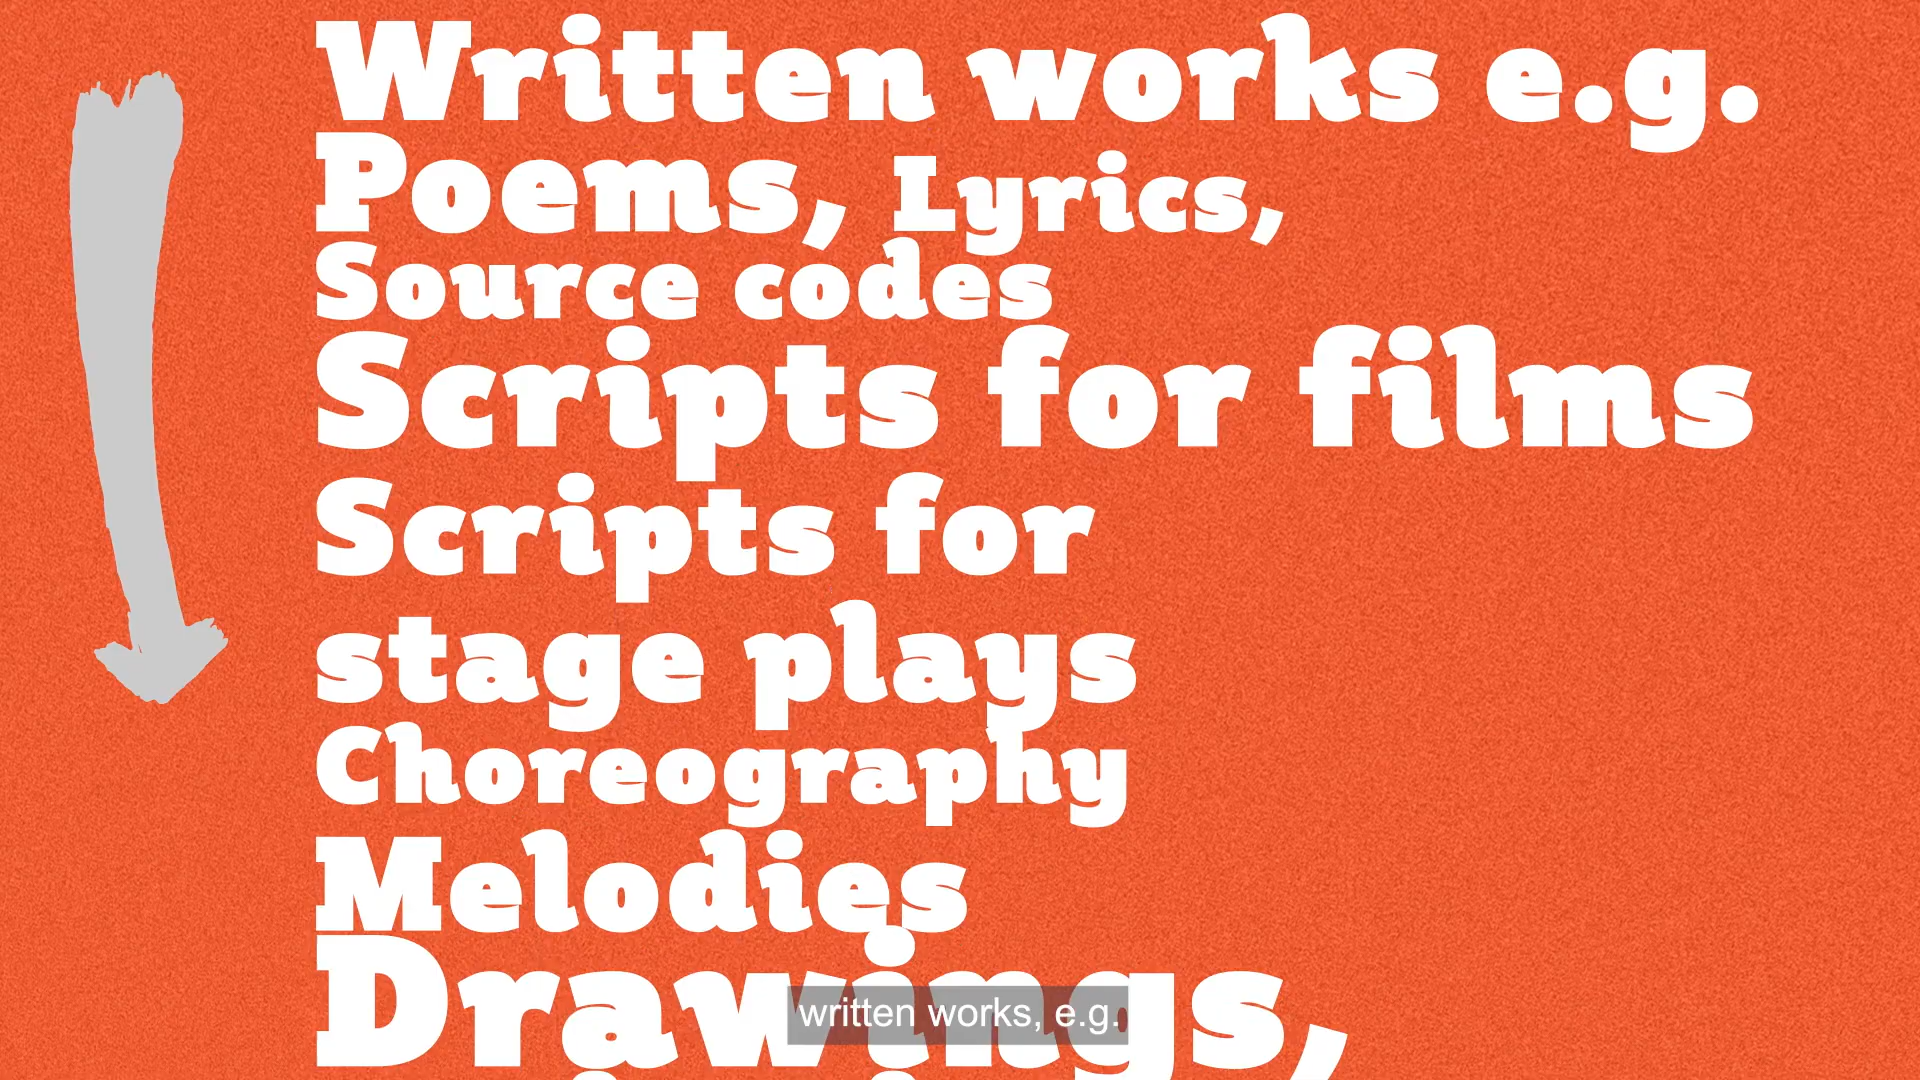 Written works e.g.
Poems, Lyrics,
Source codes
Scripts for films
Scripts for
stage plays
Choreography
Melodies
Drawings,
written works, e.g.